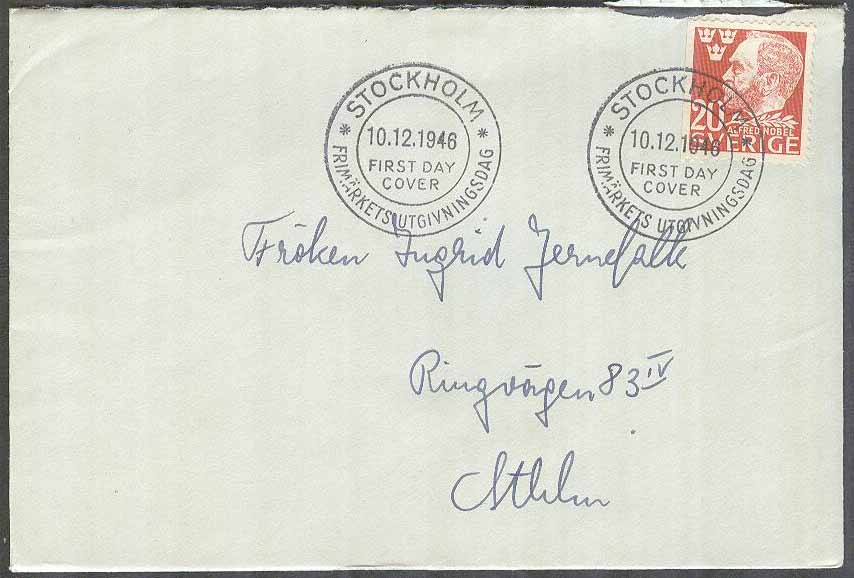 STOCKHOLM
10.12.1946
FIRST DAY
COVER
* FRIMÄRKETS UTGIVNINGSDAG *
STOCKHOLM
10.12.1946
FIRST DAY
COVER
* FRIMÄRKETS UTGIVNINGSDAG *
20
ALFRED NOBEL
SVERIGE
Fröken Ingrid Jernefalk
Ringvägen 83 IV
Sthlm